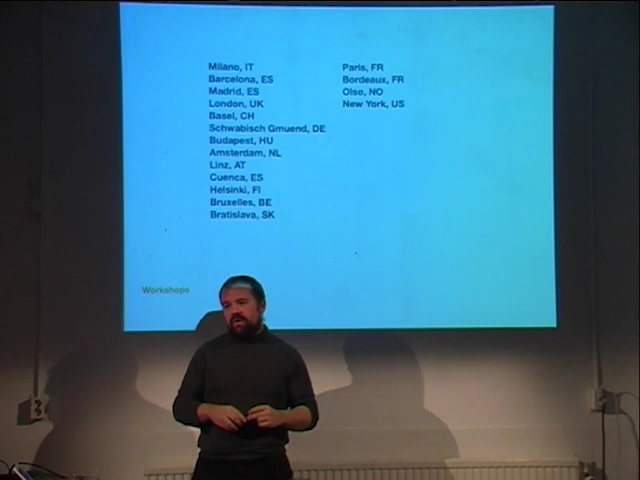 Milano, IT
Barcelona, ES
Madrid, ES
London, UK
Basel, CH
Schwabisch Gmuend, DE
Budapest, HU
Amsterdam, NL
Linz, AT
Cuenca, ES
Helsinki, FI
Bruxelles, BE
Bratislava, SK
Paris, FR
Bordeaux, FR
Olso, NO
New York, US
Workshops